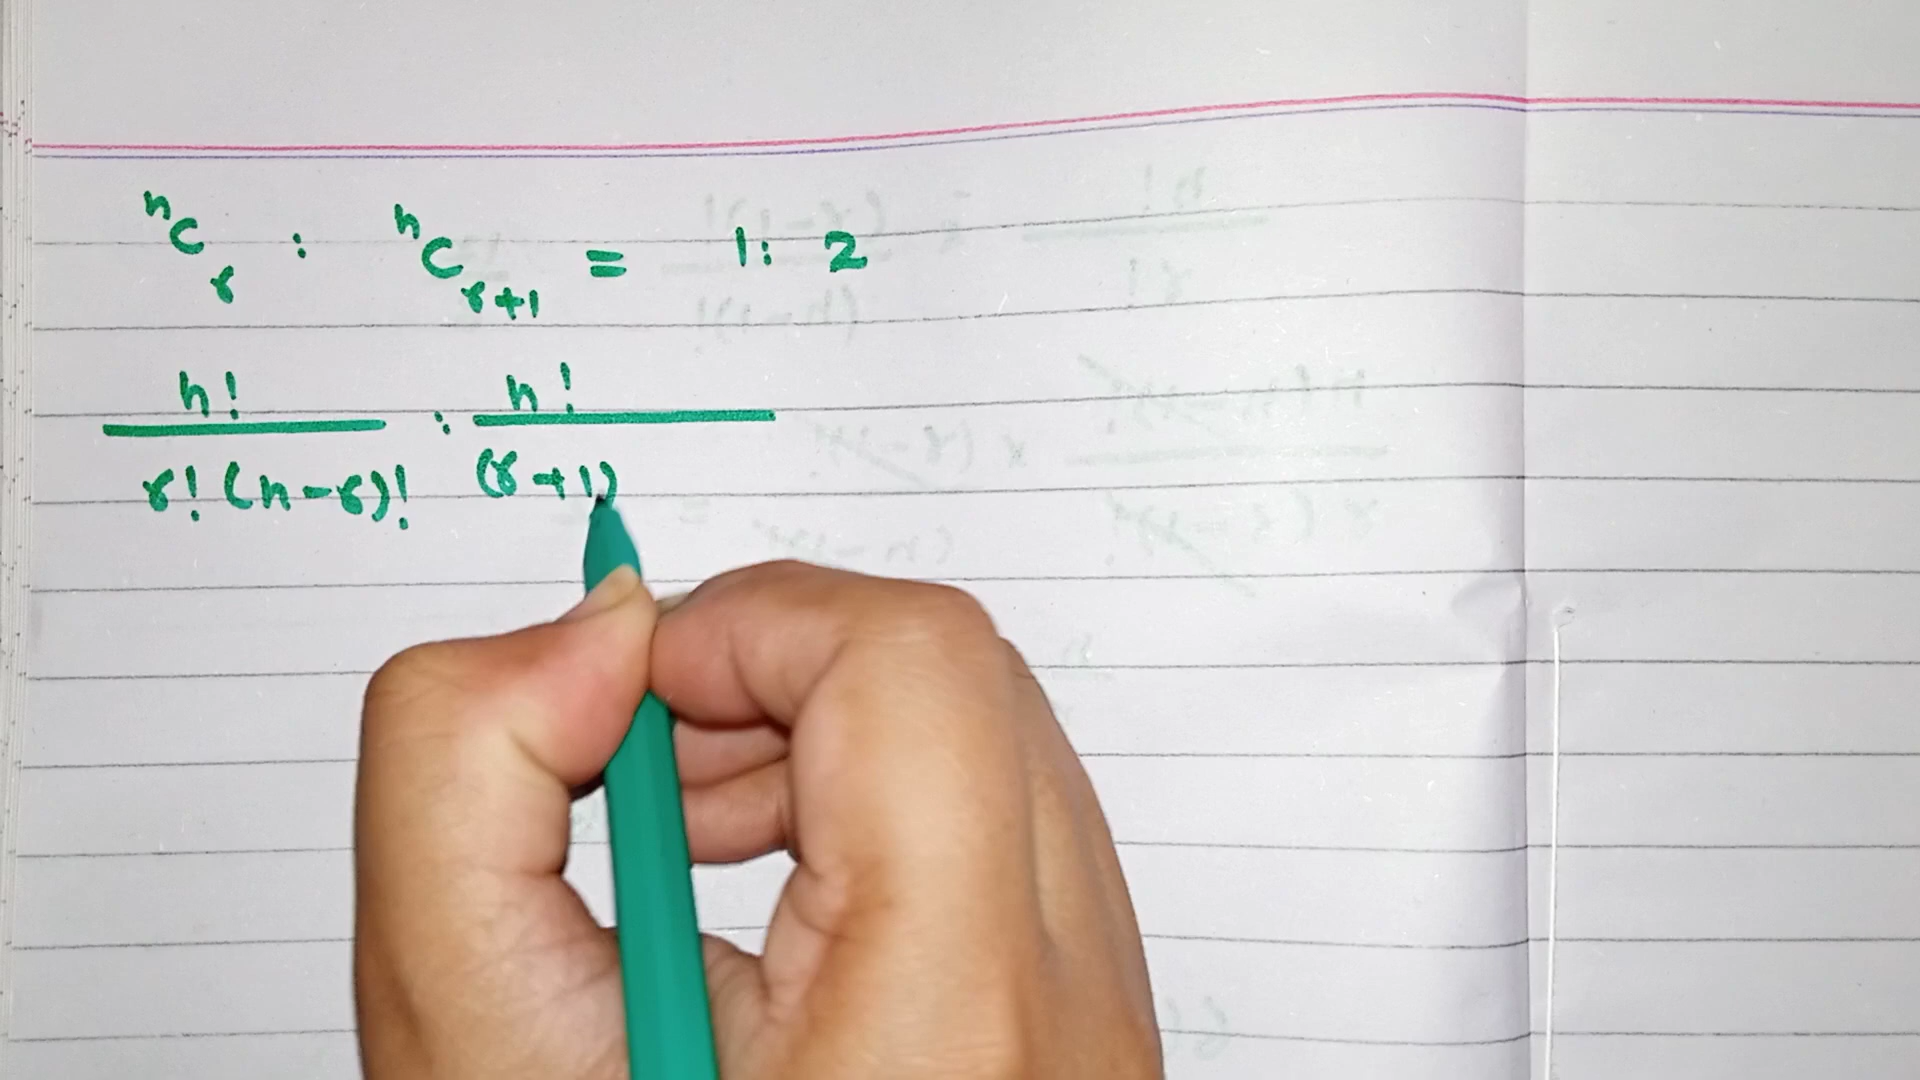 ⁿCᵣ : ⁿCᵣ₊₁ = 1 : 2
n! : n!
r! (n-r)! (r+1)